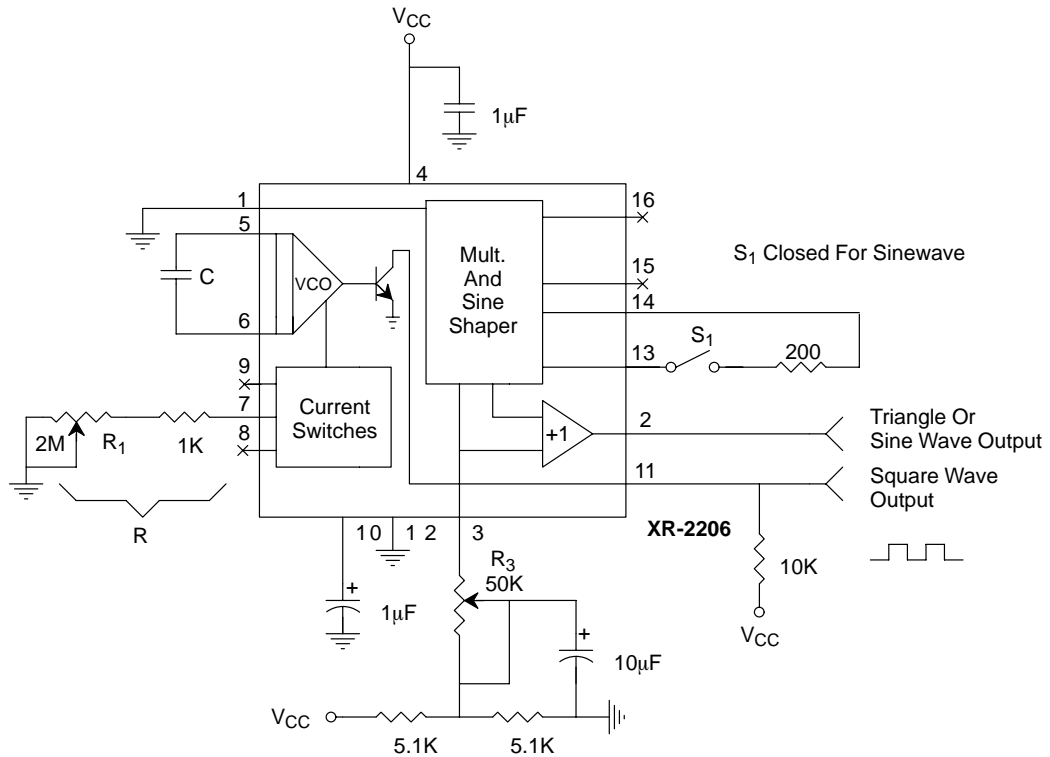 VCC
1μF
4
1
16
5
Mult.
And
Sine
Shaper
S1 Closed For Sinewave
C
VCO
15
14
6
S1
13
200
9
Current
Switches
7
2M
R1
1K
8
+1
2
Triangle Or
Sine Wave Output
11
Square Wave
Output
R
10
1 2
3
XR-2206
R3
50K
10K
+
1μF
+
10μF
VCC
VCC
5.1K
5.1K